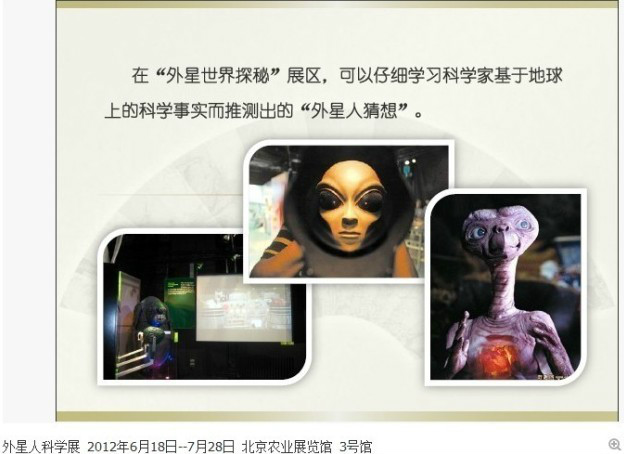 在“外星世界探秘”展区，可以仔细学习科学家基于地球
上的科学事实而推测出的“外星人猜想”。
外星人科学展 2012年6月18日--7月28日 北京农业展览馆 3号馆